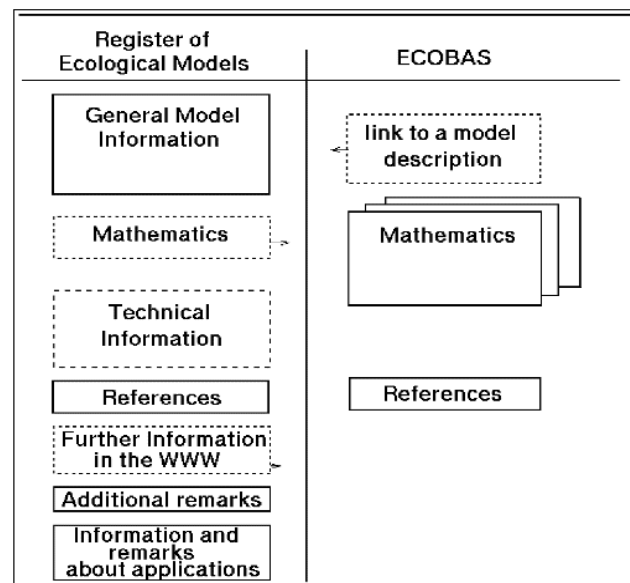 Register of
Ecological Models
ECOBAS
General Model
Information
link to a model
description
Mathematics
Mathematics
Technical
Information
References
References
Further Information
in the WWW
Additional remarks
Information and
remarks
about applications